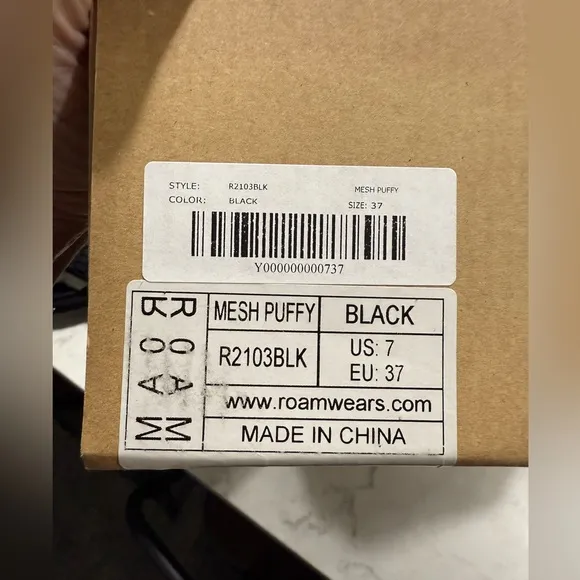 STYLE: R2103BLK MESH PUFFY
COLOR: BLACK SIZE: 37
Y000000000737
ROAM
ROAM
MESH PUFFY BLACK
R2103BLK US: 7
EU: 37
www.roamwears.com
MADE IN CHINA